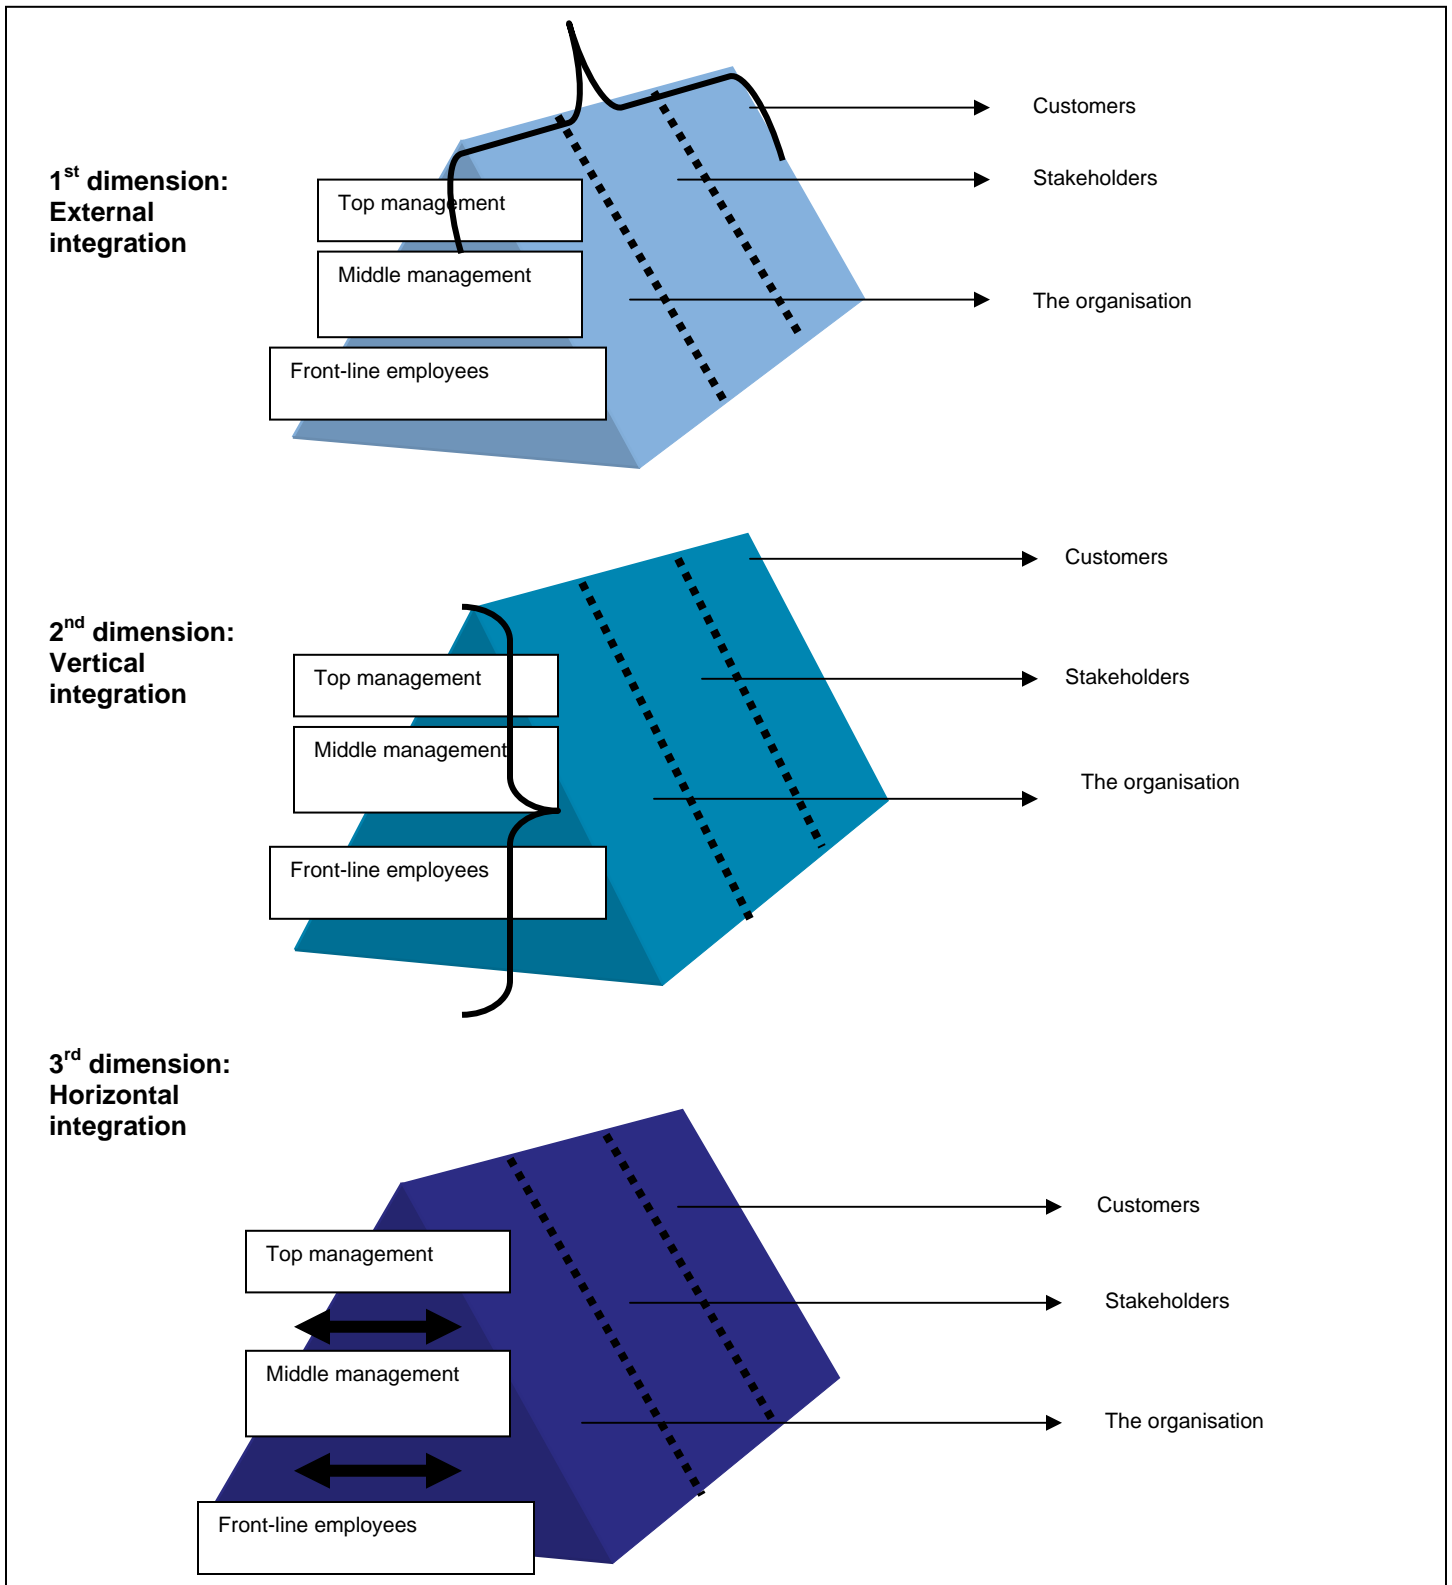 Customers
1st dimension:
External
integration
Stakeholders
Top management
Middle management
The organisation
Front-line employees
Customers
2nd dimension:
Vertical
integration
Top management
Stakeholders
Middle management
The organisation
Front-line employees
3rd dimension:
Horizontal
integration
Customers
Top management
Stakeholders
Middle management
The organisation
Front-line employees